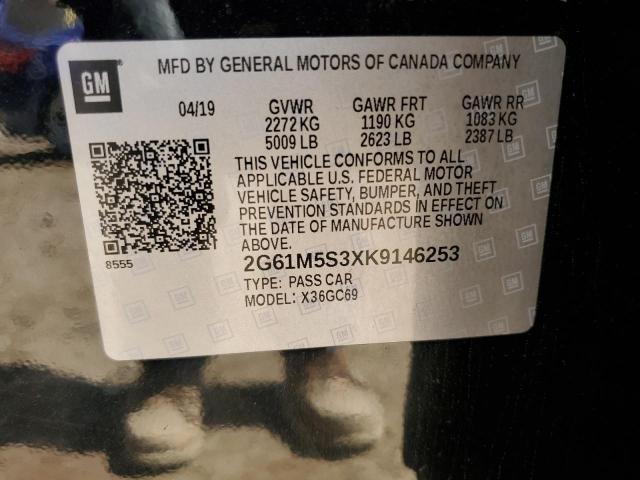 GM
MFD BY GENERAL MOTORS OF CANADA COMPANY
04/19 GVWR GAWR FRT GAWR RR
2272 KG 1190 KG 1083 KG
5009 LB 2623 LB 2387 LB
THIS VEHICLE CONFORMS TO ALL
APPLICABLE U.S. FEDERAL MOTOR
VEHICLE SAFETY, BUMPER, AND THEFT
PREVENTION STANDARDS IN EFFECT ON
THE DATE OF MANUFACTURE SHOWN
ABOVE.
8555
2G61M5S3XK9146253
TYPE: PASS CAR
MODEL: X36GC69